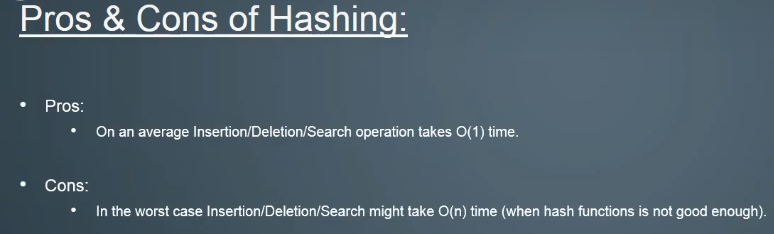 Pros & Cons of Hashing:
• Pros:
• On an average Insertion/Deletion/Search operation takes O(1) time.
• Cons:
• In the worst case Insertion/Deletion/Search might take O(n) time (when hash functions is not good enough).